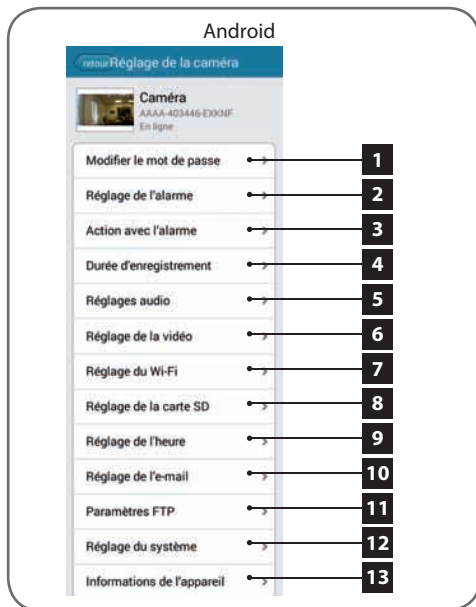 Android
retour Réglage de la caméra
Caméra
AAAA-403446-EXKNF
En ligne
Modifier le mot de passe 1
Réglage de l'alarme 2
Action avec l'alarme 3
Durée d'enregistrement 4
Réglages audio 5
Réglage de la vidéo 6
Réglage du Wi-Fi 7
Réglage de la carte SD 8
Réglage de l'heure 9
Réglage de l'e-mail 10
Paramètres FTP 11
Réglage du système 12
Informations de l'appareil 13